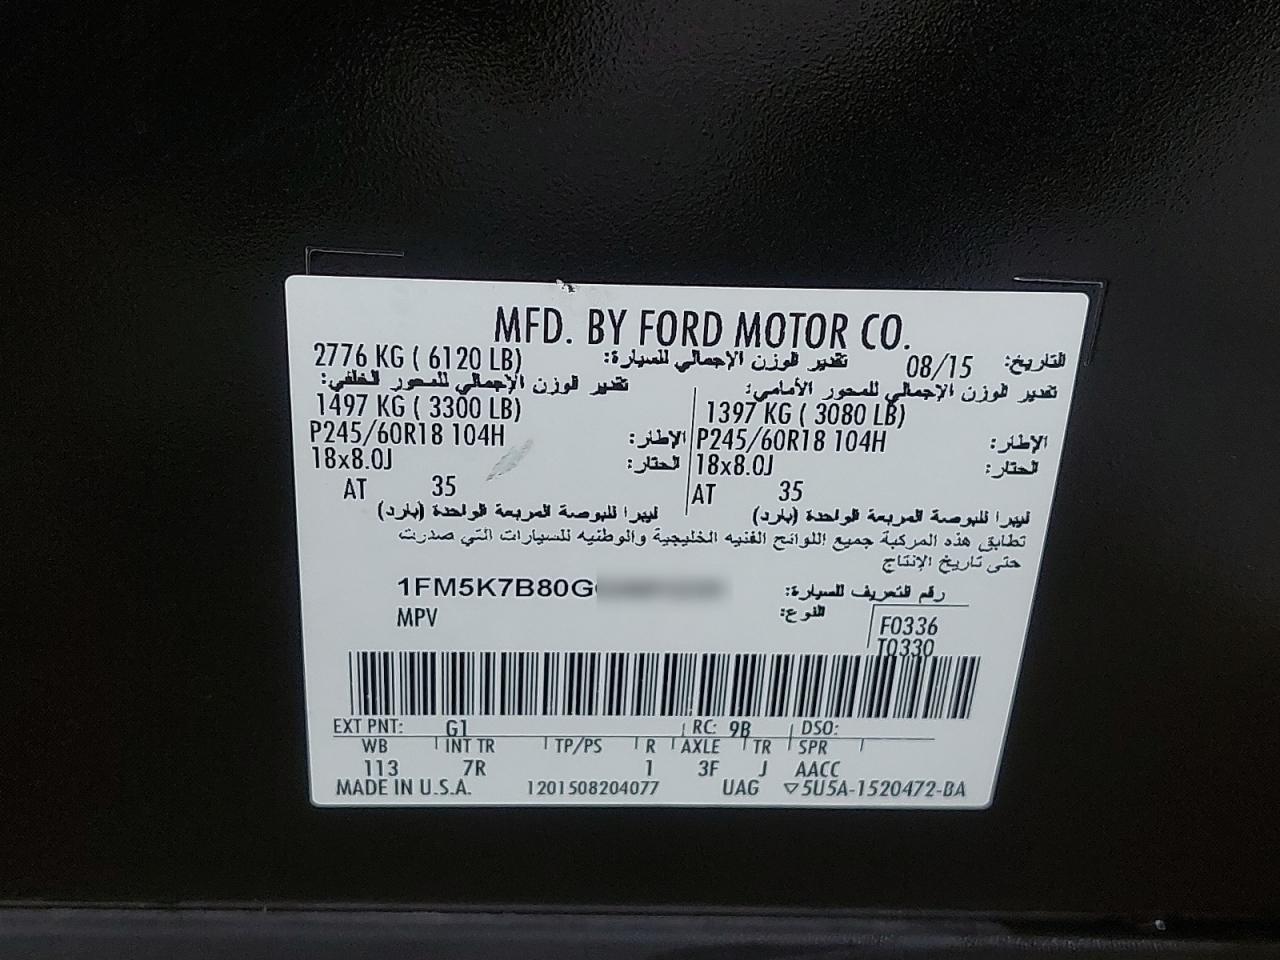 MFD. BY FORD MOTOR CO.
2776 KG ( 6120 LB) تقدير الوزن الإجمالي للسيارة: 08/15 التاريخ:
تقدير الوزن الإجمالي للمحور الخلفي: تقدير الوزن الإجمالي للمحور الأمامي:
1497 KG ( 3300 LB) 1397 KG ( 3080 LB)
P245/60R18 104H الإطار: P245/60R18 104H الإطار:
18x8.0J الحتار: 18x8.0J الحتار:
AT 35 AT 35
ليبرا للبوصة المربعة الواحدة (بارد) ليبرا للبوصة المربعة الواحدة (بارد)
تطابق هذه المركبة جميع اللوائح الفنيه الخليجية والوطنيه للسيارات التي صدرت
حتى تاريخ الإنتاج
1FM5K7B80G رقم التعريف للسيارة:
MPV النوع:
F0336
T0330
EXT PNT: G1 RC: 9B DSO:
WB INT TR TP/PS R AXLE TR SPR
113 7R 1 3F J AACC
MADE IN U.S.A. 1201508204077 UAG ▽5U5A-1520472-BA